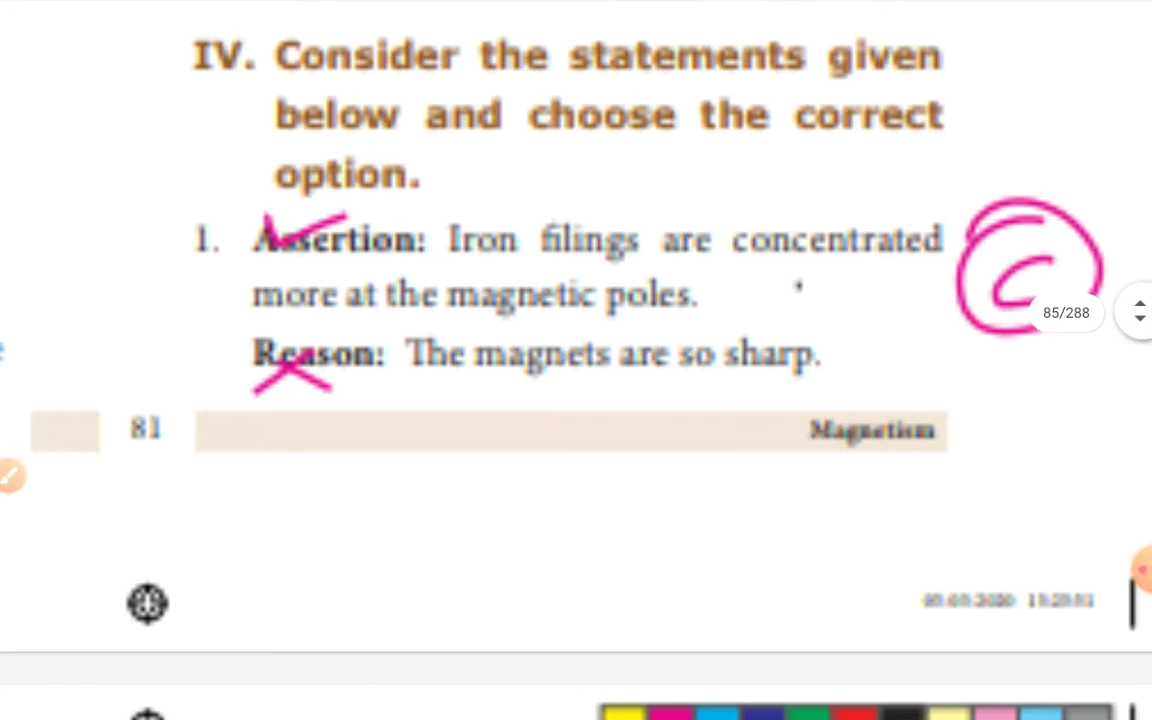 IV. Consider the statements given
below and choose the correct
option.
1. Assertion: Iron filings are concentrated
more at the magnetic poles.
C
85/288
Reason: The magnets are so sharp.
81 Magnetism